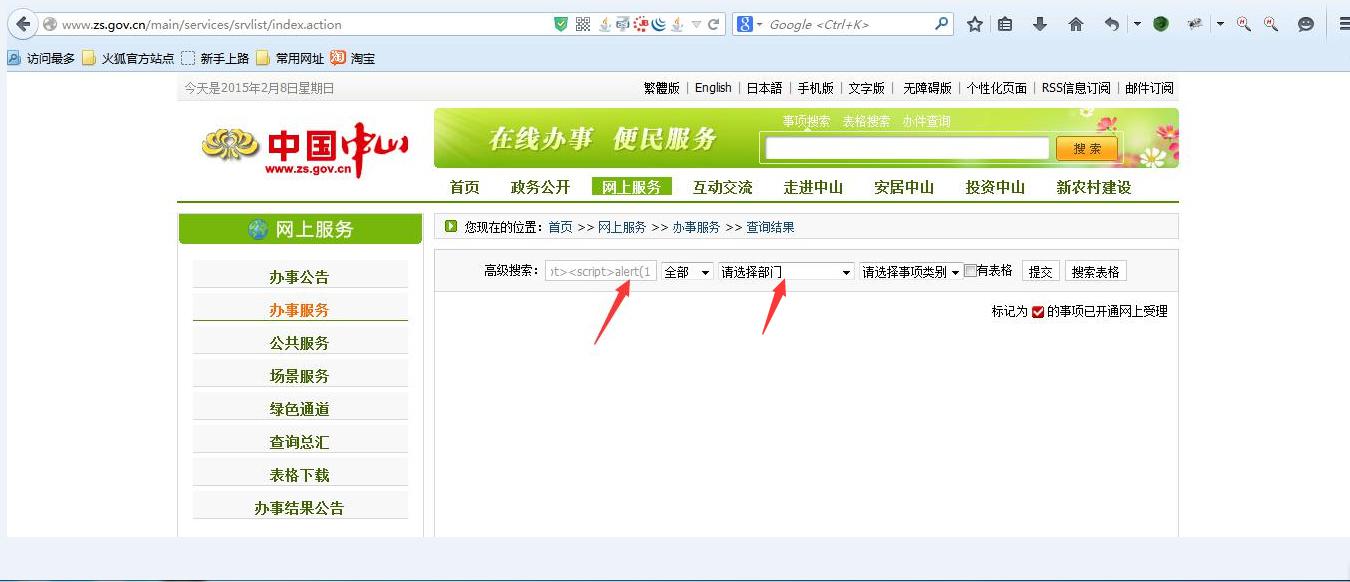 www.zs.gov.cn/main/services/srvlist/index.action
Google <Ctrl+K>
访问最多 火狐官方站点 新手上路 常用网址 淘 淘宝
今天是2015年2月8日星期日
繁體版 | English | 日本語 | 手机版 | 文字版 | 无障碍版 | 个性化页面 | RSS信息订阅 | 邮件订阅
中国中山
www.zs.gov.cn
在线办事 便民服务
事项搜索 表格搜索 办件查询
搜 索
首页 政务公开 网上服务 互动交流 走进中山 安居中山 投资中山 新农村建设
网上服务
办事公告
办事服务
公共服务
场景服务
绿色通道
查询总汇
表格下载
办事结果公告
您现在的位置：首页 >> 网上服务 >> 办事服务 >> 查询结果
高级搜索： ot><script>alert(1 全部 请选择部门 请选择事项类别 有表格 提交 搜索表格
标记为 的事项已开通网上受理